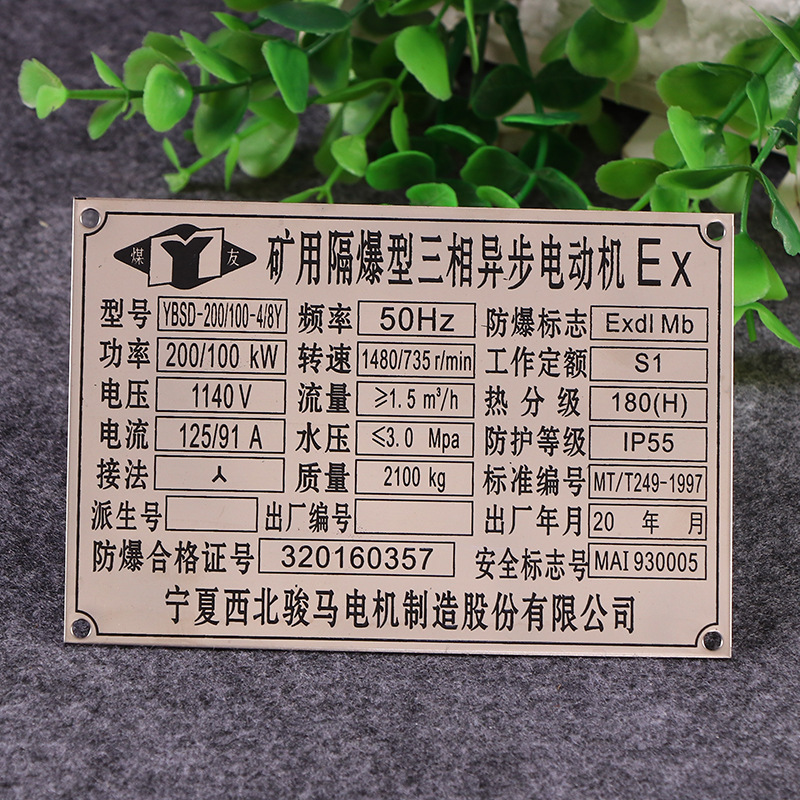 煤 Y 友 矿用隔爆型三相异步电动机 Ex
型号 YBSD-200/100-4/8Y 频率 50Hz 防爆标志 ExdI Mb
功率 200/100 kW 转速 1480/735 r/min 工作定额 S1
电压 1140 V 流量 ≥1.5 m³/h 热分级 180(H)
电流 125/91 A 水压 ≤3.0 Mpa 防护等级 IP55
接法 人 质量 2100 kg 标准编号 MT/T249-1997
派生号 出厂编号 出厂年月 20 年 月
防爆合格证号 320160357 安全标志号 MAI 930005
宁夏西北骏马电机制造股份有限公司